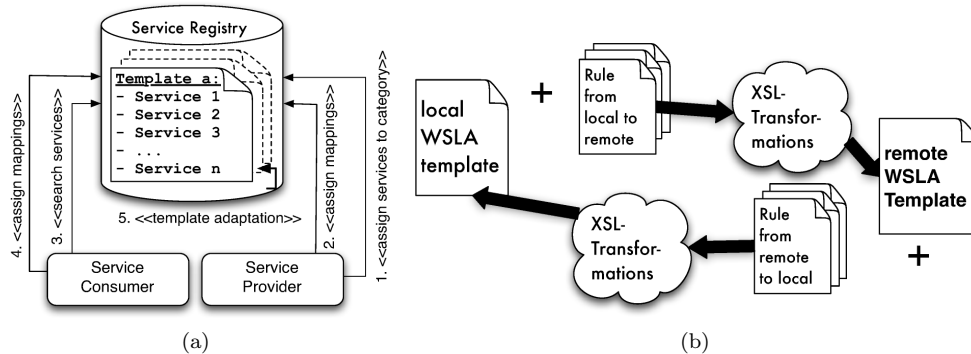 Service Registry
Template a:
- Service 1
- Service 2
- Service 3
- ...
- Service n
4. <<assign mappings>>
3. <<search services>>
2. <<assign mappings>>
1. <<assign services to category>>
5. <<template adaptation>>
Service
Consumer
Service
Provider
(a)
local
WSLA
template
+
Rule
from
local to
remote
XSL-
Transfor-
mations
remote
WSLA
Template
+
Rule
from
remote
to local
XSL-
Transfor-
mations
(b)